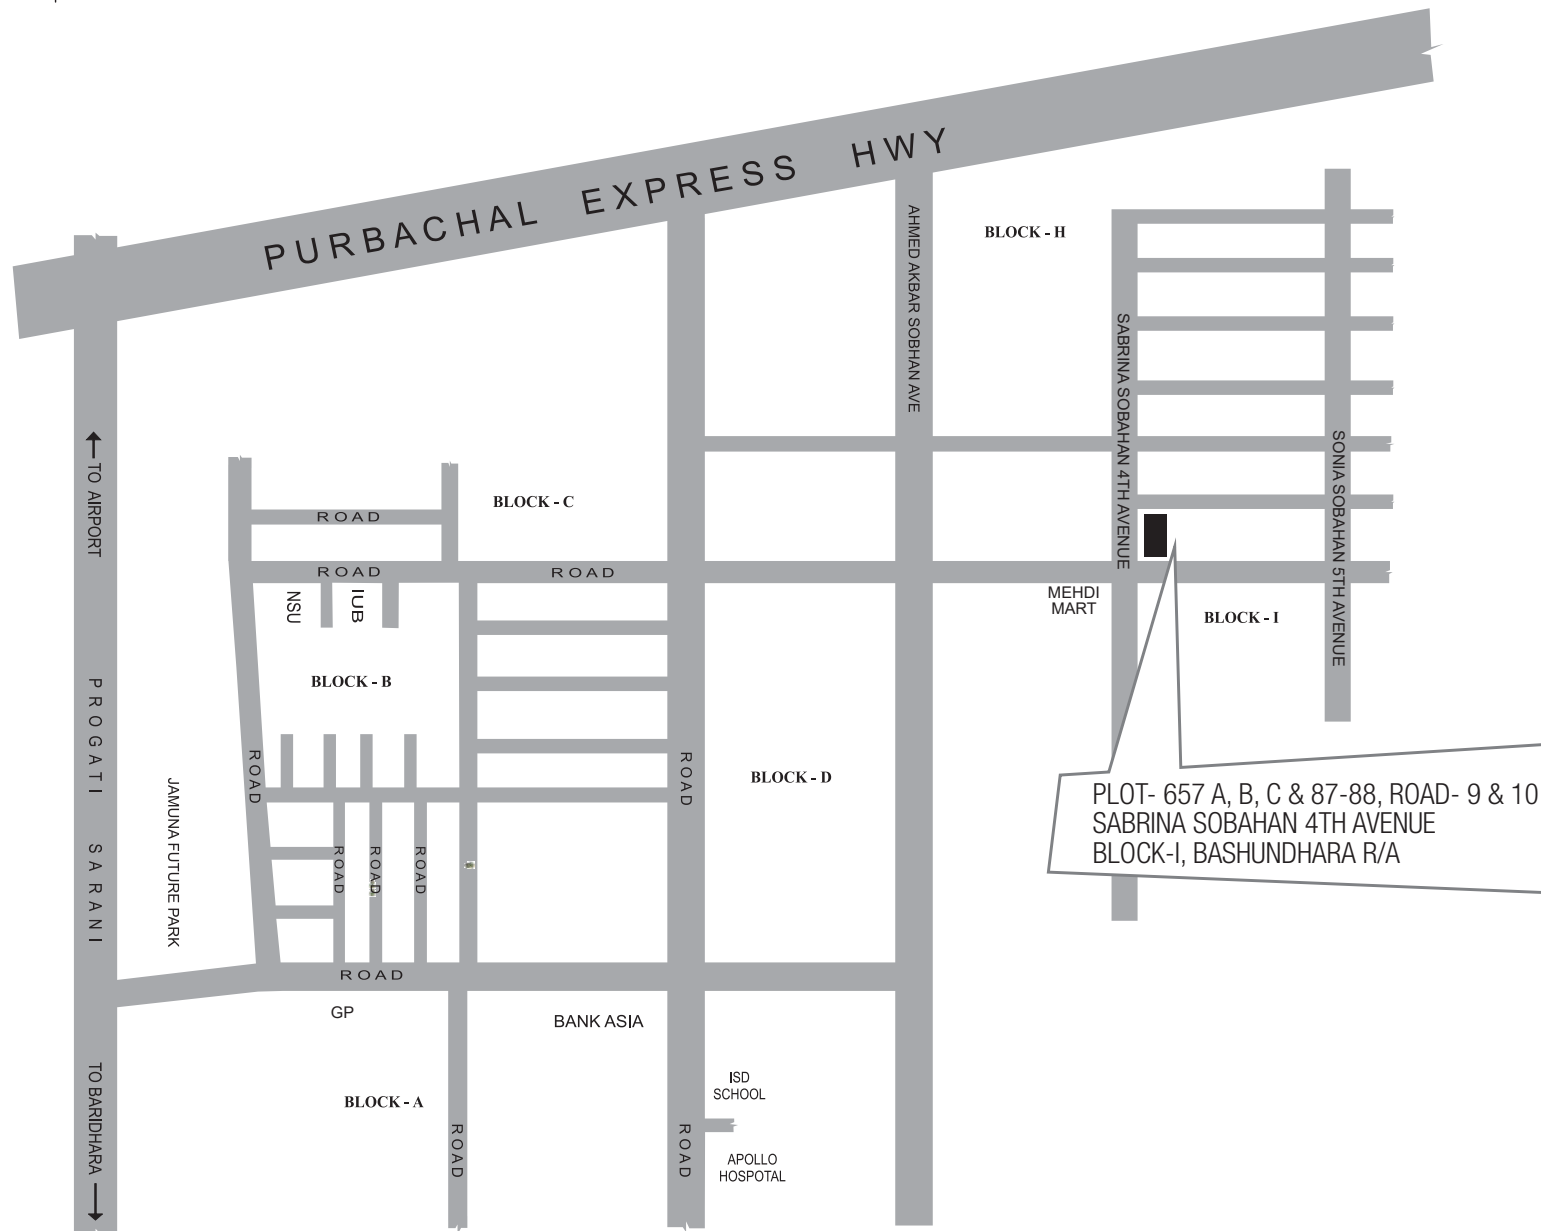 PURBACHAL EXPRESS HWY
AHMED AKBAR SOBHAN AVE
BLOCK - H
SABRINA SOBAHAN 4TH AVENUE
SONIA SOBAHAN 5TH AVENUE
TO AIRPORT
BLOCK - C
ROAD
ROAD
ROAD
NSU
IUB
MEHDI
MART
BLOCK - I
BLOCK - B
PROGATI SARANI
JAMUNA FUTURE PARK
ROAD
ROAD
BLOCK - D
PLOT- 657 A, B, C & 87-88, ROAD- 9 & 10
SABRINA SOBAHAN 4TH AVENUE
BLOCK-I, BASHUNDHARA R/A
ROAD
ROAD
ROAD
ROAD
GP
BANK ASIA
TO BARIDHARA
BLOCK - A
ISD
SCHOOL
ROAD
ROAD
APOLLO
HOSPOTAL